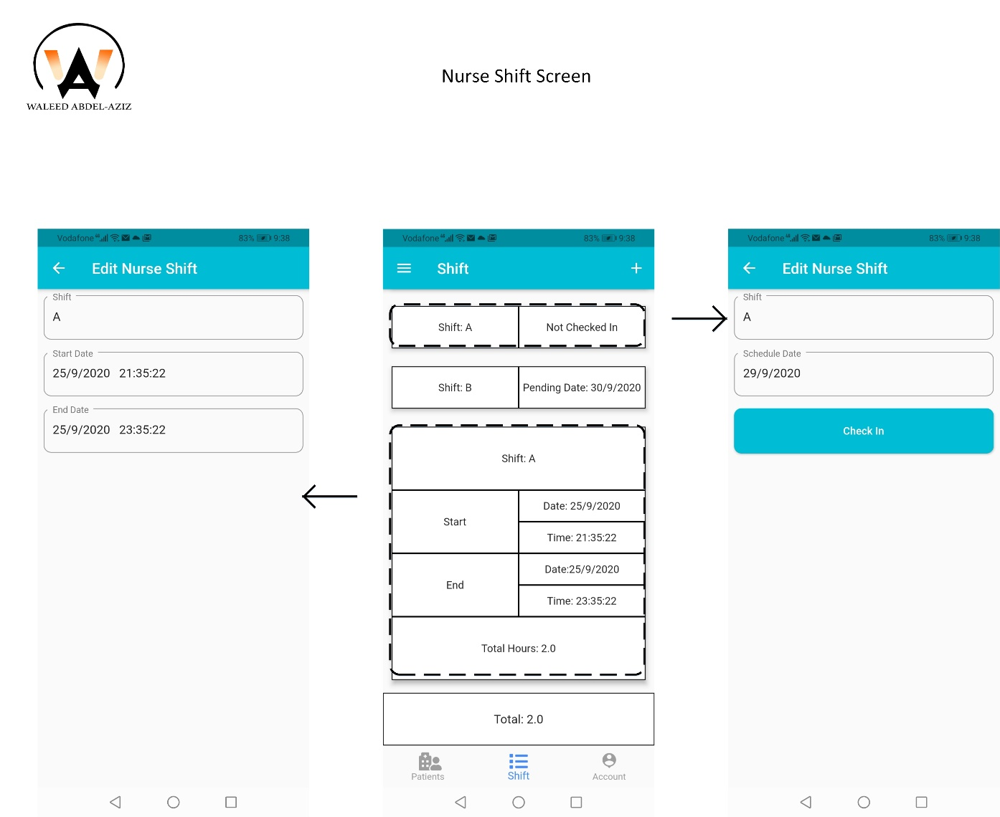 WALEED ABDEL-AZIZ
Nurse Shift Screen
Vodafone 4G 83% 9:38
Edit Nurse Shift
Shift
A
Start Date
25/9/2020 21:35:22
End Date
25/9/2020 23:35:22
Vodafone 4G 83% 9:38
Shift
Shift: A Not Checked In
Shift: B Pending Date: 30/9/2020
Shift: A
Start
Date: 25/9/2020
Time: 21:35:22
End
Date:25/9/2020
Time: 23:35:22
Total Hours: 2.0
Total: 2.0
Patients Shift Account
Vodafone 4G 83% 9:38
Edit Nurse Shift
Shift
A
Schedule Date
29/9/2020
Check In